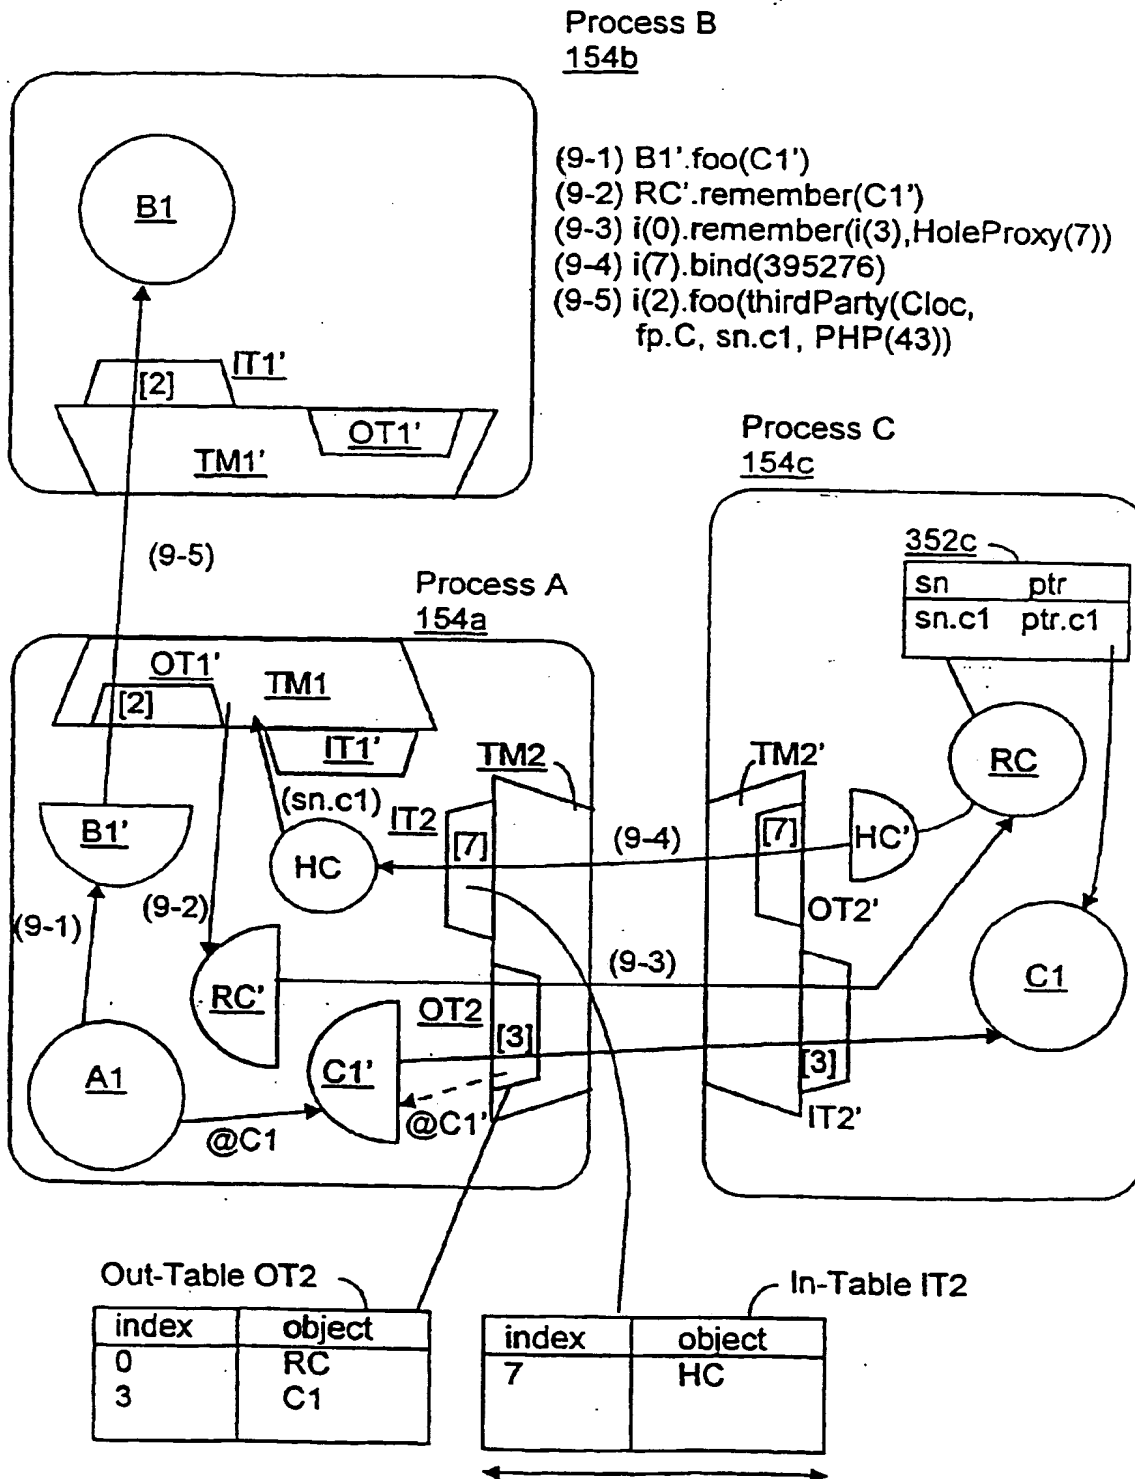 Process B
154b
B1
(9-1) B1'.foo(C1')
(9-2) RC'.remember(C1')
(9-3) i(0).remember(i(3),HoleProxy(7))
(9-4) i(7).bind(395276)
(9-5) i(2).foo(thirdParty(Cloc,
fp.C, sn.c1, PHP(43))
[2]
IT1'
OT1'
TM1'
(9-5)
Process C
154c
352c
sn ptr
sn.c1 ptr.c1
Process A
154a
OT1'
TM1
[2]
IT1'
(sn.c1)
B1'
HC
IT2
[7]
TM2
(9-4)
TM2'
[7]
HC'
RC
OT2'
(9-1)
(9-2)
RC'
(9-3)
C1
OT2
[3]
[3]
A1
C1'
@C1
@C1'
IT2'
Out-Table OT2
index object
0 RC
3 C1
In-Table IT2
index object
7 HC